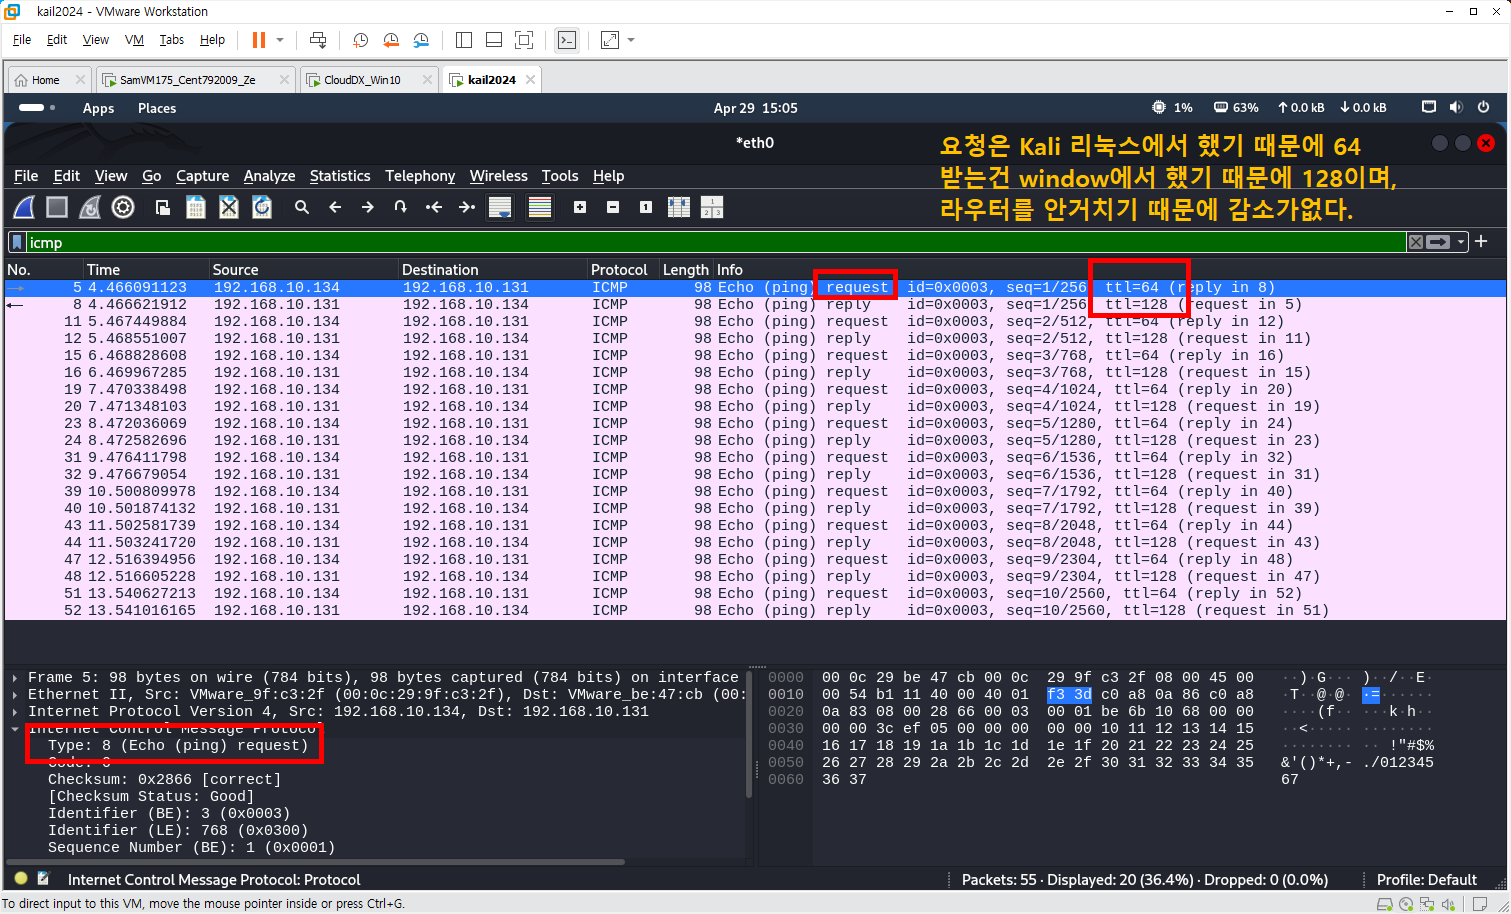 kail2024 - VMware Workstation
File Edit View VM Tabs Help
Home SamVM175_Cent792009_Ze CloudDX_Win10 kail2024
Apps Places Apr 29 15:05 1% 63% 0.0 kB 0.0 kB
*eth0
요청은 Kali 리눅스에서 했기 때문에 64
받는건 window에서 했기 때문에 128이며,
라우터를 안거치기 때문에 감소가없다.
File Edit View Go Capture Analyze Statistics Telephony Wireless Tools Help
icmp
No. Time Source Destination Protocol Length Info
5 4.466091123 192.168.10.134 192.168.10.131 ICMP 98 Echo (ping) request id=0x0003, seq=1/256 ttl=64 (reply in 8)
8 4.466621912 192.168.10.131 192.168.10.134 ICMP 98 Echo (ping) reply id=0x0003, seq=1/256 ttl=128 (request in 5)
11 5.467449884 192.168.10.134 192.168.10.131 ICMP 98 Echo (ping) request id=0x0003, seq=2/512, ttl=64 (reply in 12)
12 5.468551007 192.168.10.131 192.168.10.134 ICMP 98 Echo (ping) reply id=0x0003, seq=2/512, ttl=128 (request in 11)
15 6.468828608 192.168.10.134 192.168.10.131 ICMP 98 Echo (ping) request id=0x0003, seq=3/768, ttl=64 (reply in 16)
16 6.469967285 192.168.10.131 192.168.10.134 ICMP 98 Echo (ping) reply id=0x0003, seq=3/768, ttl=128 (request in 15)
19 7.470338498 192.168.10.134 192.168.10.131 ICMP 98 Echo (ping) request id=0x0003, seq=4/1024, ttl=64 (reply in 20)
20 7.471348103 192.168.10.131 192.168.10.134 ICMP 98 Echo (ping) reply id=0x0003, seq=4/1024, ttl=128 (request in 19)
23 8.472036069 192.168.10.134 192.168.10.131 ICMP 98 Echo (ping) request id=0x0003, seq=5/1280, ttl=64 (reply in 24)
24 8.472582696 192.168.10.131 192.168.10.134 ICMP 98 Echo (ping) reply id=0x0003, seq=5/1280, ttl=128 (request in 23)
31 9.476411798 192.168.10.134 192.168.10.131 ICMP 98 Echo (ping) request id=0x0003, seq=6/1536, ttl=64 (reply in 32)
32 9.476679054 192.168.10.131 192.168.10.134 ICMP 98 Echo (ping) reply id=0x0003, seq=6/1536, ttl=128 (request in 31)
39 10.500809978 192.168.10.134 192.168.10.131 ICMP 98 Echo (ping) request id=0x0003, seq=7/1792, ttl=64 (reply in 40)
40 10.501874132 192.168.10.131 192.168.10.134 ICMP 98 Echo (ping) reply id=0x0003, seq=7/1792, ttl=128 (request in 39)
43 11.502581739 192.168.10.134 192.168.10.131 ICMP 98 Echo (ping) request id=0x0003, seq=8/2048, ttl=64 (reply in 44)
44 11.503241720 192.168.10.131 192.168.10.134 ICMP 98 Echo (ping) reply id=0x0003, seq=8/2048, ttl=128 (request in 43)
47 12.516394956 192.168.10.134 192.168.10.131 ICMP 98 Echo (ping) request id=0x0003, seq=9/2304, ttl=64 (reply in 48)
48 12.516605228 192.168.10.131 192.168.10.134 ICMP 98 Echo (ping) reply id=0x0003, seq=9/2304, ttl=128 (request in 47)
51 13.540627213 192.168.10.134 192.168.10.131 ICMP 98 Echo (ping) request id=0x0003, seq=10/2560, ttl=64 (reply in 52)
52 13.541016165 192.168.10.131 192.168.10.134 ICMP 98 Echo (ping) reply id=0x0003, seq=10/2560, ttl=128 (request in 51)
Frame 5: 98 bytes on wire (784 bits), 98 bytes captured (784 bits) on interface
Ethernet II, Src: VMware_9f:c3:2f (00:0c:29:9f:c3:2f), Dst: VMware_be:47:cb (00:
Internet Protocol Version 4, Src: 192.168.10.134, Dst: 192.168.10.131
Internet Control Message Protocol
Type: 8 (Echo (ping) request)
Code: 0
Checksum: 0x2866 [correct]
[Checksum Status: Good]
Identifier (BE): 3 (0x0003)
Identifier (LE): 768 (0x0300)
Sequence Number (BE): 1 (0x0001)
0000 00 0c 29 be 47 cb 00 0c 29 9f c3 2f 08 00 45 00 ··)·G···)··/··E·
0010 00 54 b1 11 40 00 40 01 f3 3d c0 a8 0a 86 c0 a8 ·T··@·@··=······
0020 0a 83 08 00 28 66 00 03 00 01 be 6b 10 68 00 00 ····(f·····k·h··
0030 00 00 3c ef 05 00 00 00 00 00 10 11 12 13 14 15 ··<·············
0040 16 17 18 19 1a 1b 1c 1d 1e 1f 20 21 22 23 24 25 ·········· !"#$%
0050 26 27 28 29 2a 2b 2c 2d 2e 2f 30 31 32 33 34 35 &'()*+,-./012345
0060 36 37 67
Internet Control Message Protocol: Protocol Packets: 55 · Displayed: 20 (36.4%) · Dropped: 0 (0.0%) Profile: Default
To direct input to this VM, move the mouse pointer inside or press Ctrl+G.